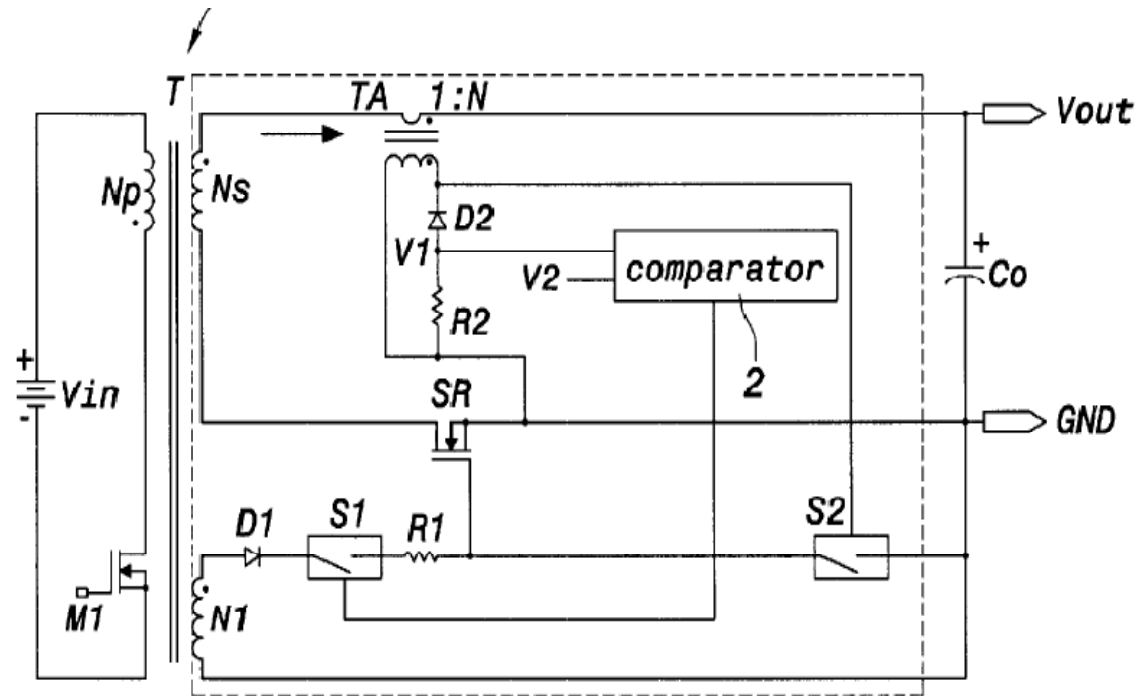 T
TA 1:N
Vout
Np
Ns
D2
V1
V2
comparator
+
Co
R2
2
+
Vin
-
SR
GND
D1
S1
R1
S2
M1
N1